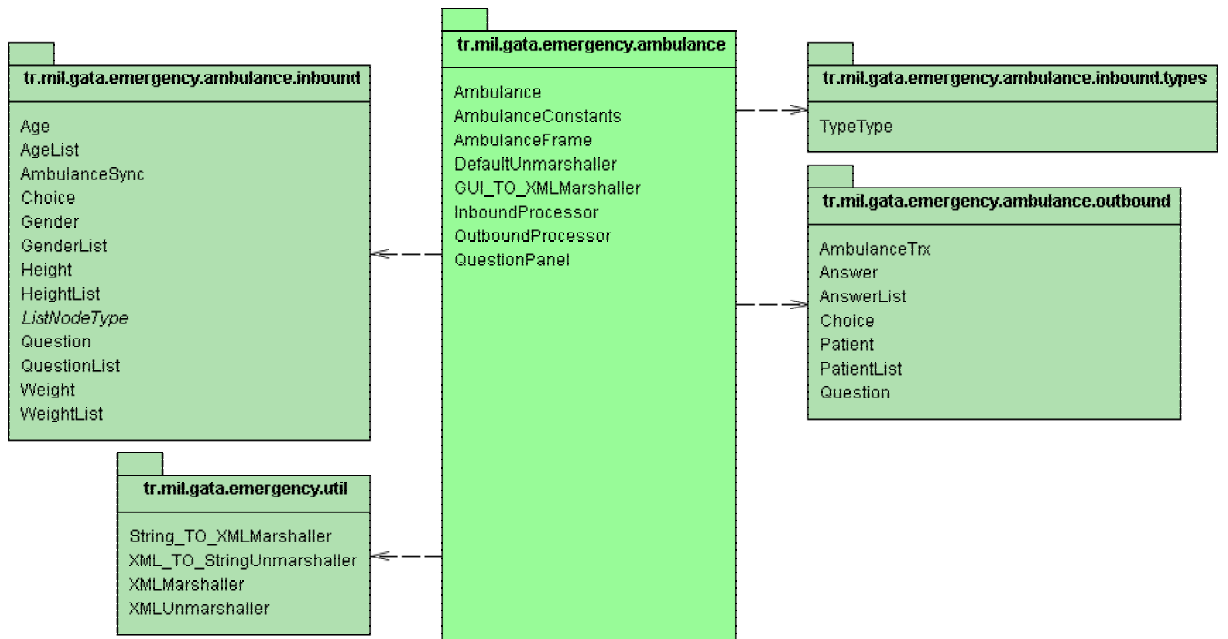 tr.mil.gata.emergency.ambulance.inbound
Age
AgeList
AmbulanceSync
Choice
Gender
GenderList
Height
HeightList
ListNodeType
Question
QuestionList
Weight
WeightList
tr.mil.gata.emergency.util
String_TO_XMLMarshaller
XML_TO_StringUnmarshaller
XMLMarshaller
XMLUnmarshaller
tr.mil.gata.emergency.ambulance
Ambulance
AmbulanceConstants
AmbulanceFrame
DefaultUnmarshaller
GUI_TO_XMLMarshaller
InboundProcessor
OutboundProcessor
QuestionPanel
tr.mil.gata.emergency.ambulance.inbound.types
TypeType
tr.mil.gata.emergency.ambulance.outbound
AmbulanceTrx
Answer
AnswerList
Choice
Patient
PatientList
Question